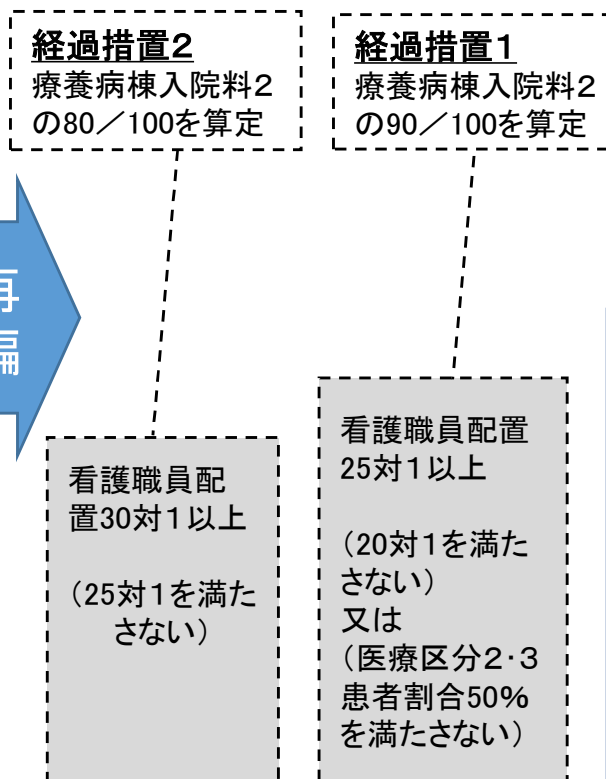 経過措置2
療養病棟入院料2
の80／100を算定
経過措置1
療養病棟入院料2
の90／100を算定
再
編
看護職員配
置30対1以上
（25対1を満た
さない）
看護職員配置
25対1以上
（20対1を満た
さない）
又は
（医療区分2・3
患者割合50%
を満たさない）